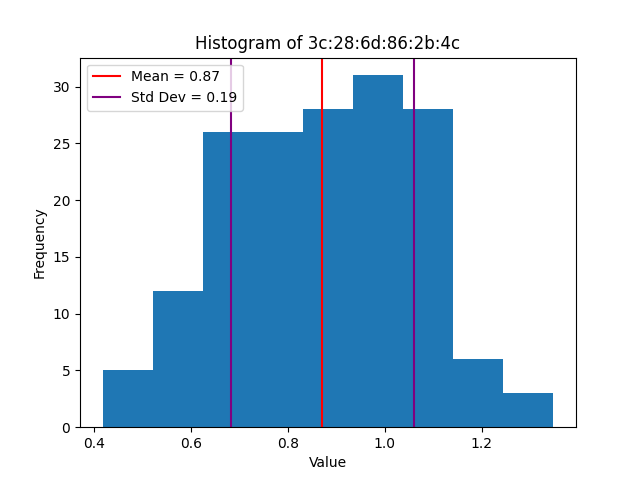 Histogram of 3c:28:6d:86:2b:4c
Mean = 0.87
Std Dev = 0.19
Frequency
30
25
20
15
10
5
0
0.4 0.6 0.8 1.0 1.2
Value